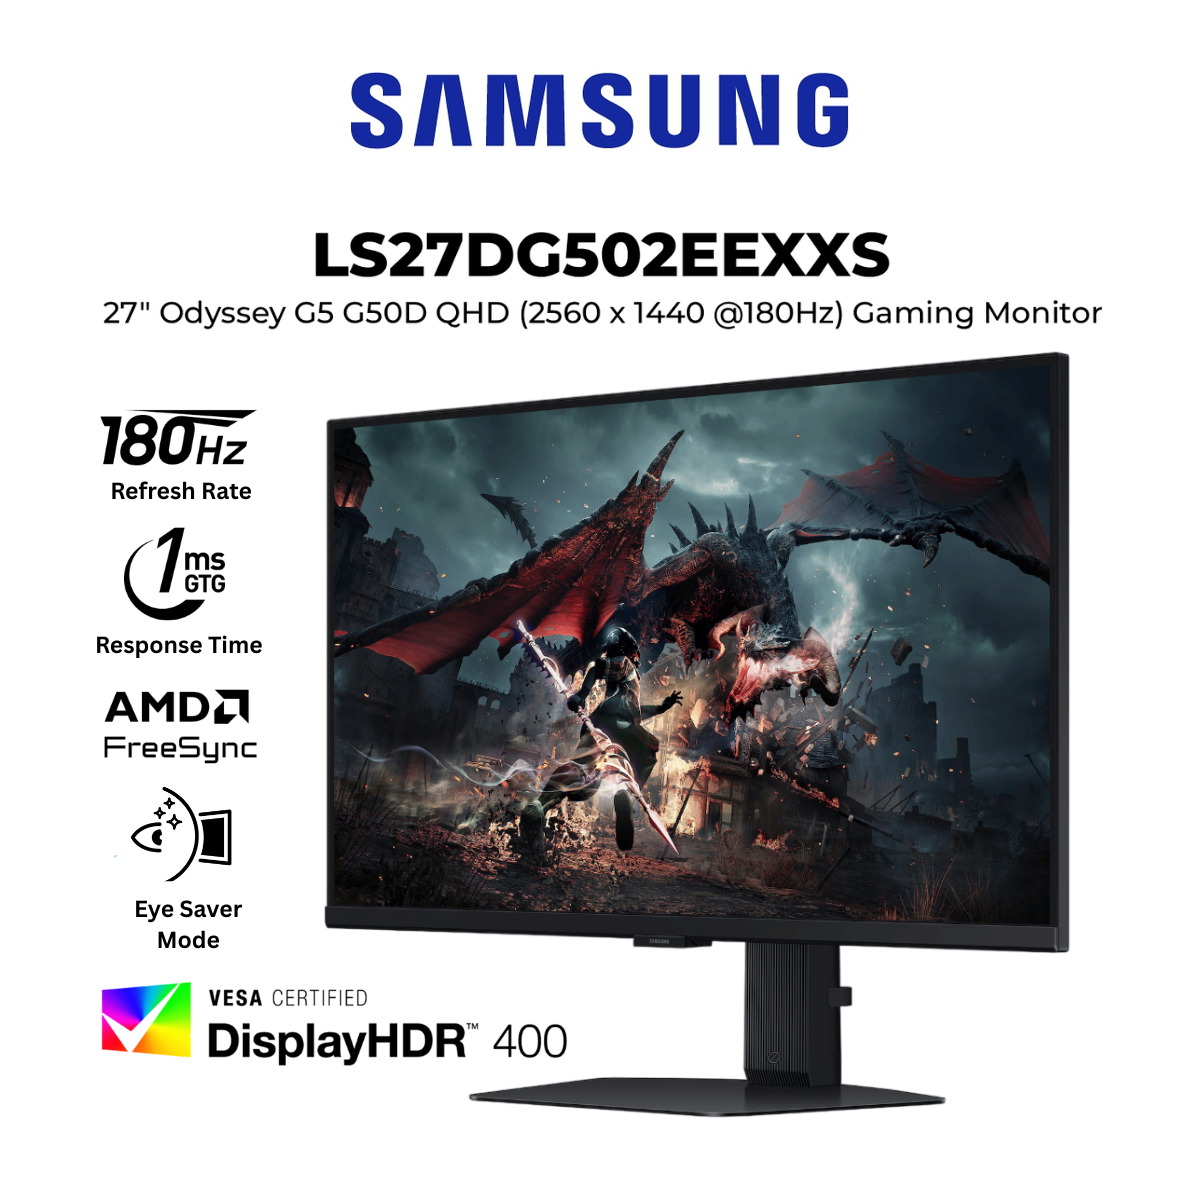 SAMSUNG
LS27DG502EEXXS
27" Odyssey G5 G50D QHD (2560 x 1440 @180Hz) Gaming Monitor
180HZ
Refresh Rate
1ms
GTG
Response Time
AMD
FreeSync
Eye Saver
Mode
VESA CERTIFIED
DisplayHDR™ 400
SAMSUNG